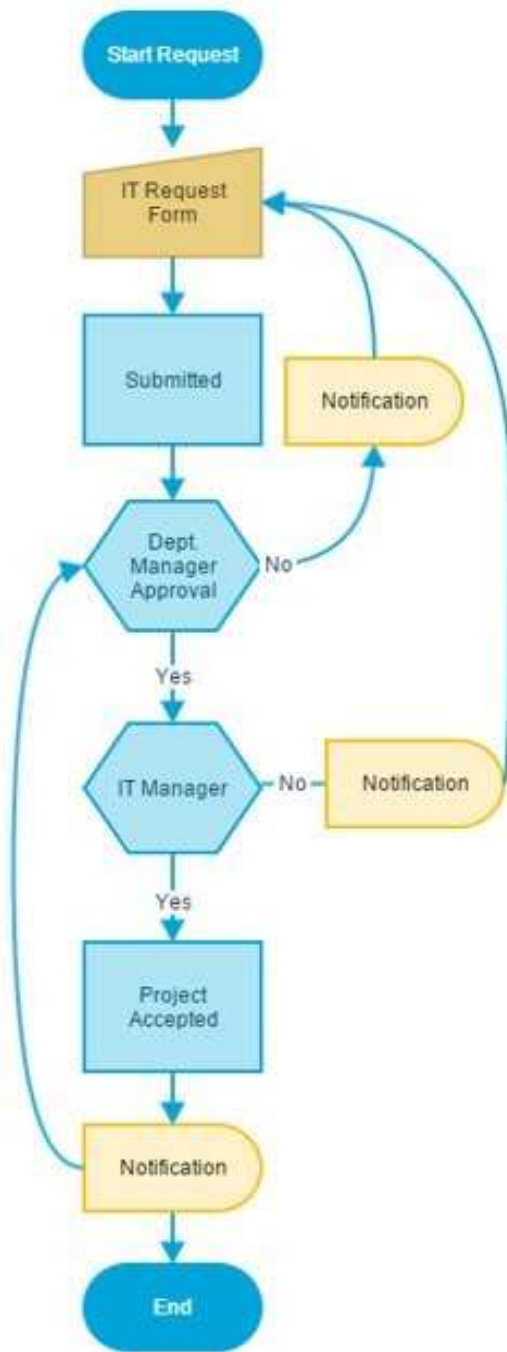 Start Request
IT Request
Form
Submitted
Notification
Dept.
Manager
Approval
No
Yes
IT Manager
No
Notification
Yes
Project
Accepted
Notification
End